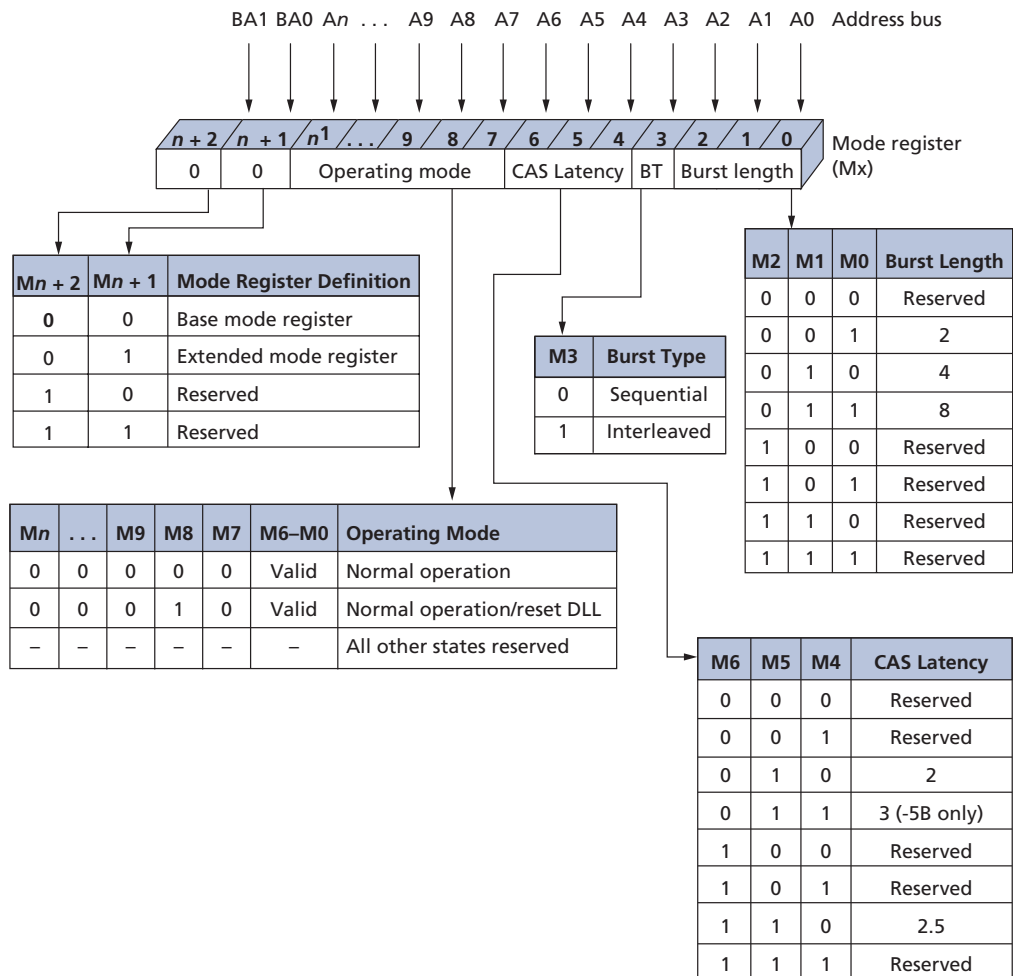 BA1 BA0 An . . . A9 A8 A7 A6 A5 A4 A3 A2 A1 A0 Address bus
n + 2 n + 1 n1 . . . 9 8 7 6 5 4 3 2 1 0
Mode register
(Mx)
0 0 Operating mode CAS Latency BT Burst length
Mn + 2 Mn + 1 Mode Register Definition
0 0 Base mode register
0 1 Extended mode register
1 0 Reserved
1 1 Reserved
M3 Burst Type
0 Sequential
1 Interleaved
M2 M1 M0 Burst Length
0 0 0 Reserved
0 0 1 2
0 1 0 4
0 1 1 8
1 0 0 Reserved
1 0 1 Reserved
1 1 0 Reserved
1 1 1 Reserved
Mn . . . M9 M8 M7 M6–M0 Operating Mode
0 0 0 0 0 Valid Normal operation
0 0 0 1 0 Valid Normal operation/reset DLL
– – – – – – All other states reserved
M6 M5 M4 CAS Latency
0 0 0 Reserved
0 0 1 Reserved
0 1 0 2
0 1 1 3 (-5B only)
1 0 0 Reserved
1 0 1 Reserved
1 1 0 2.5
1 1 1 Reserved